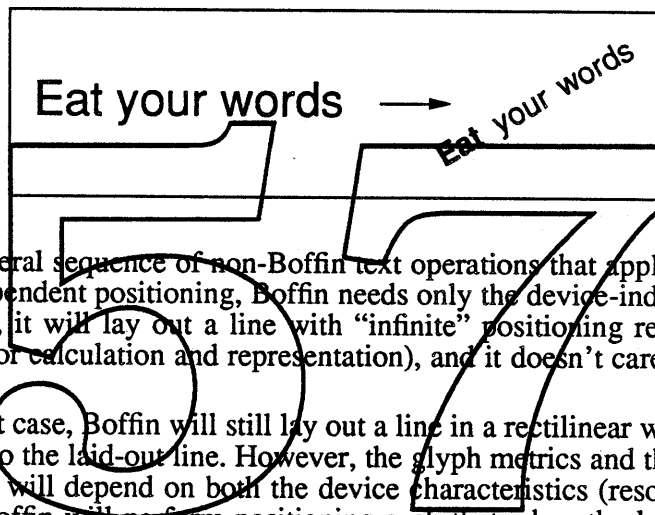 Eat your words
Eat your words
57
eral sequence of non-Boffin text operations that appl
pendent positioning, Boffin needs only the device-ind
, it will lay out a line with “infinite” positioning re
or calculation and representation), and it doesn’t care
t case, Boffin will still lay out a line in a rectilinear w
o the laid-out line. However, the glyph metrics and th
will depend on both the device characteristics (reso